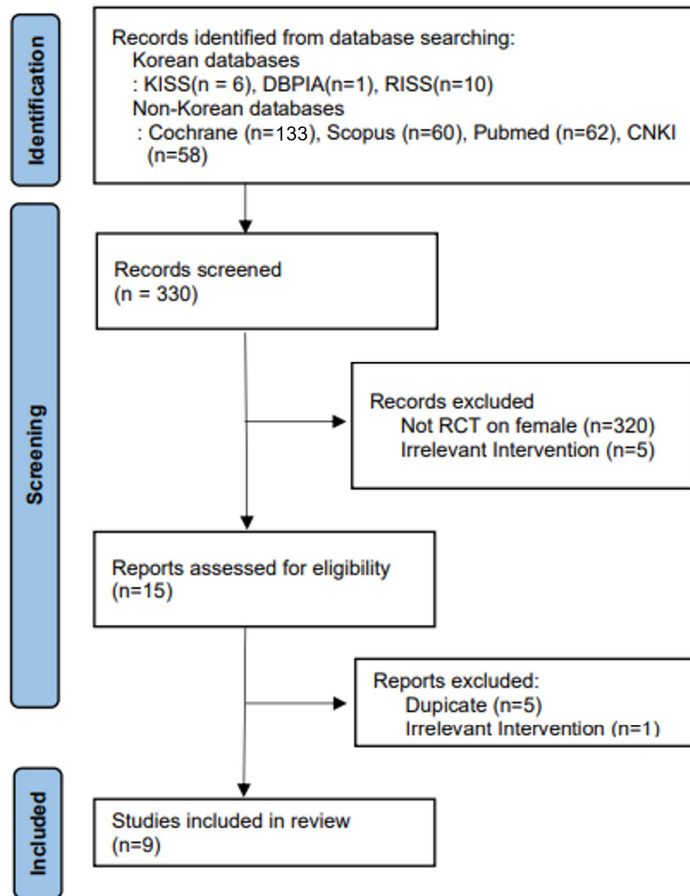 Identification
Records identified from database searching:
Korean databases
: KISS(n = 6), DBPIA(n=1), RISS(n=10)
Non-Korean databases
: Cochrane (n=133), Scopus (n=60), Pubmed (n=62), CNKI
(n=58)
Screening
Records screened
(n = 330)
Records excluded
Not RCT on female (n=320)
Irrelevant Intervention (n=5)
Reports assessed for eligibility
(n=15)
Reports excluded:
Dupicate (n=5)
Irrelevant Intervention (n=1)
Included
Studies included in review
(n=9)